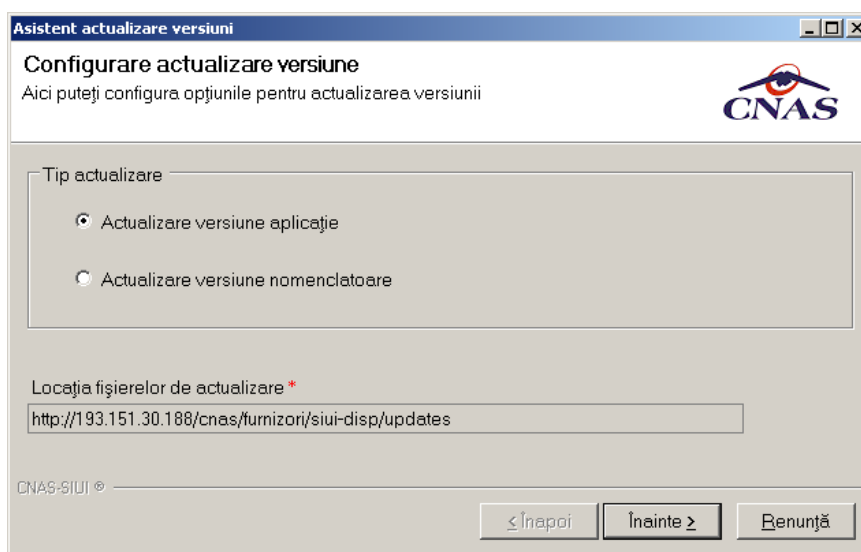 Asistent actualizare versiuni
Configurare actualizare versiune
Aici puteţi configura opţiunile pentru actualizarea versiunii
CNAS
Tip actualizare
Actualizare versiune aplicaţie
Actualizare versiune nomenclatoare
Locaţia fişierelor de actualizare *
http://193.151.30.188/cnas/furnizori/siui-disp/updates
CNAS-SIUI ®
< Înapoi
Înainte >
Renunţă